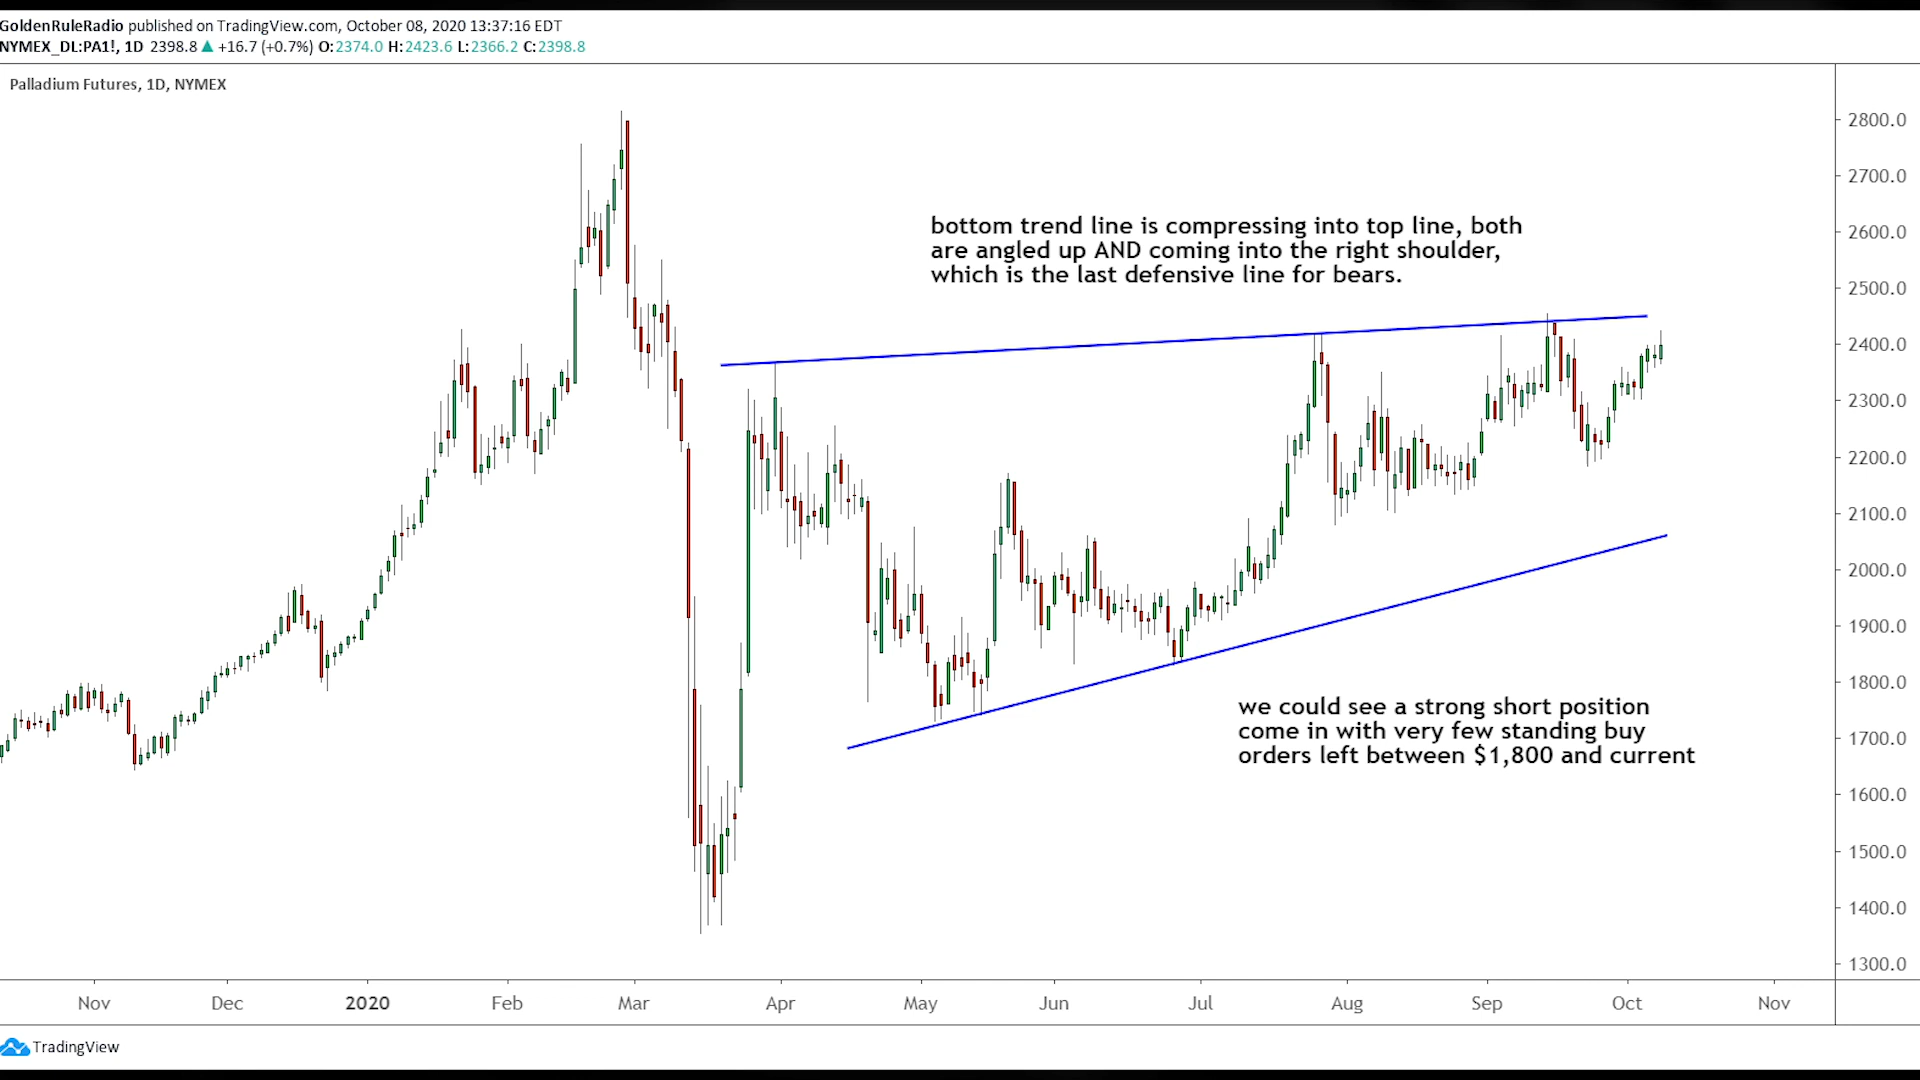 GoldenRuleRadio published on TradingView.com, October 08, 2020 13:37:16 EDT
NYMEX_DL:PA1!, 1D 2398.8 ▲ +16.7 (+0.7%) O:2374.0 H:2423.6 L:2366.2 C:2398.8
Palladium Futures, 1D, NYMEX
bottom trend line is compressing into top line, both
are angled up AND coming into the right shoulder,
which is the last defensive line for bears.
we could see a strong short position
come in with very few standing buy
orders left between $1,800 and current
2800.0
2700.0
2600.0
2500.0
2400.0
2300.0
2200.0
2100.0
2000.0
1900.0
1800.0
1700.0
1600.0
1500.0
1400.0
1300.0
Nov Dec 2020 Feb Mar Apr May Jun Jul Aug Sep Oct Nov
TradingView